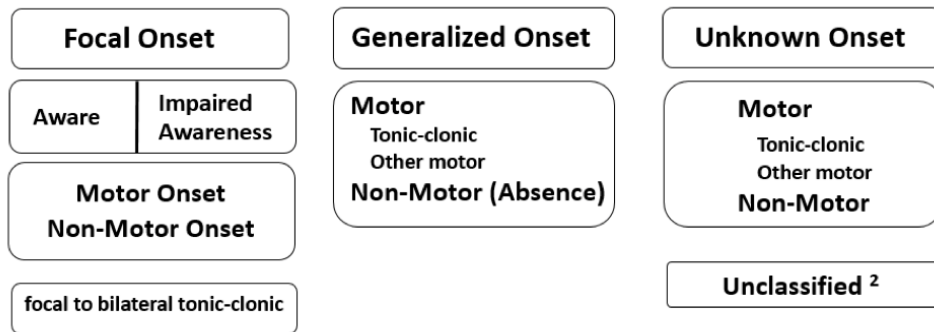 Focal Onset
Aware
Impaired
Awareness
Motor Onset
Non-Motor Onset
focal to bilateral tonic-clonic
Generalized Onset
Motor
Tonic-clonic
Other motor
Non-Motor (Absence)
Unknown Onset
Motor
Tonic-clonic
Other motor
Non-Motor
Unclassified ²